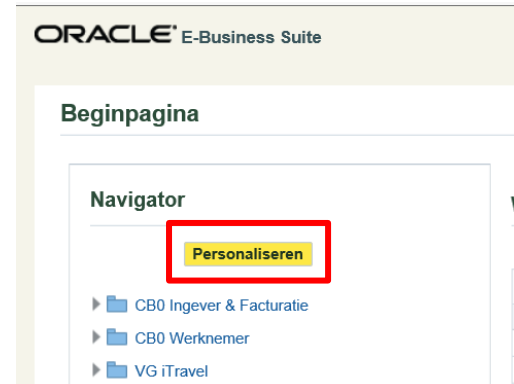 ORACLE E-Business Suite
Beginpagina
Navigator
Personaliseren
CB0 Ingever & Facturatie
CB0 Werknemer
VG iTravel